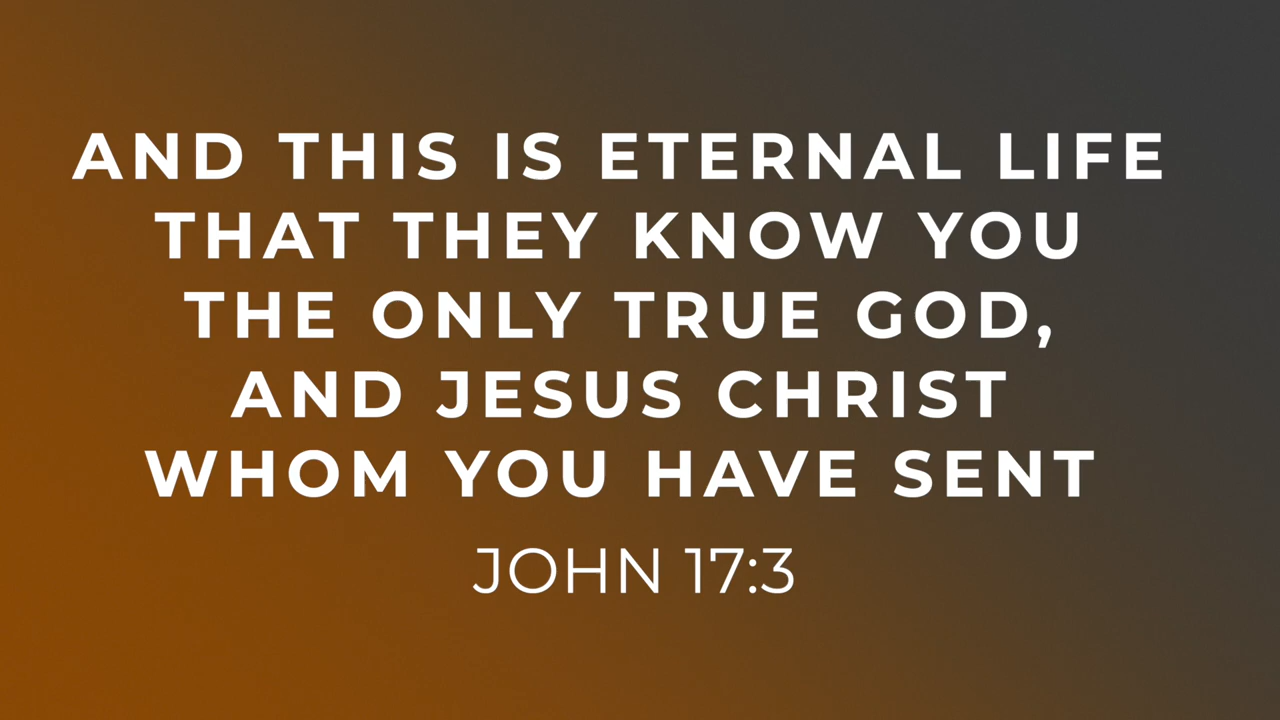 AND THIS IS ETERNAL LIFE
THAT THEY KNOW YOU
THE ONLY TRUE GOD,
AND JESUS CHRIST
WHOM YOU HAVE SENT
JOHN 17:3